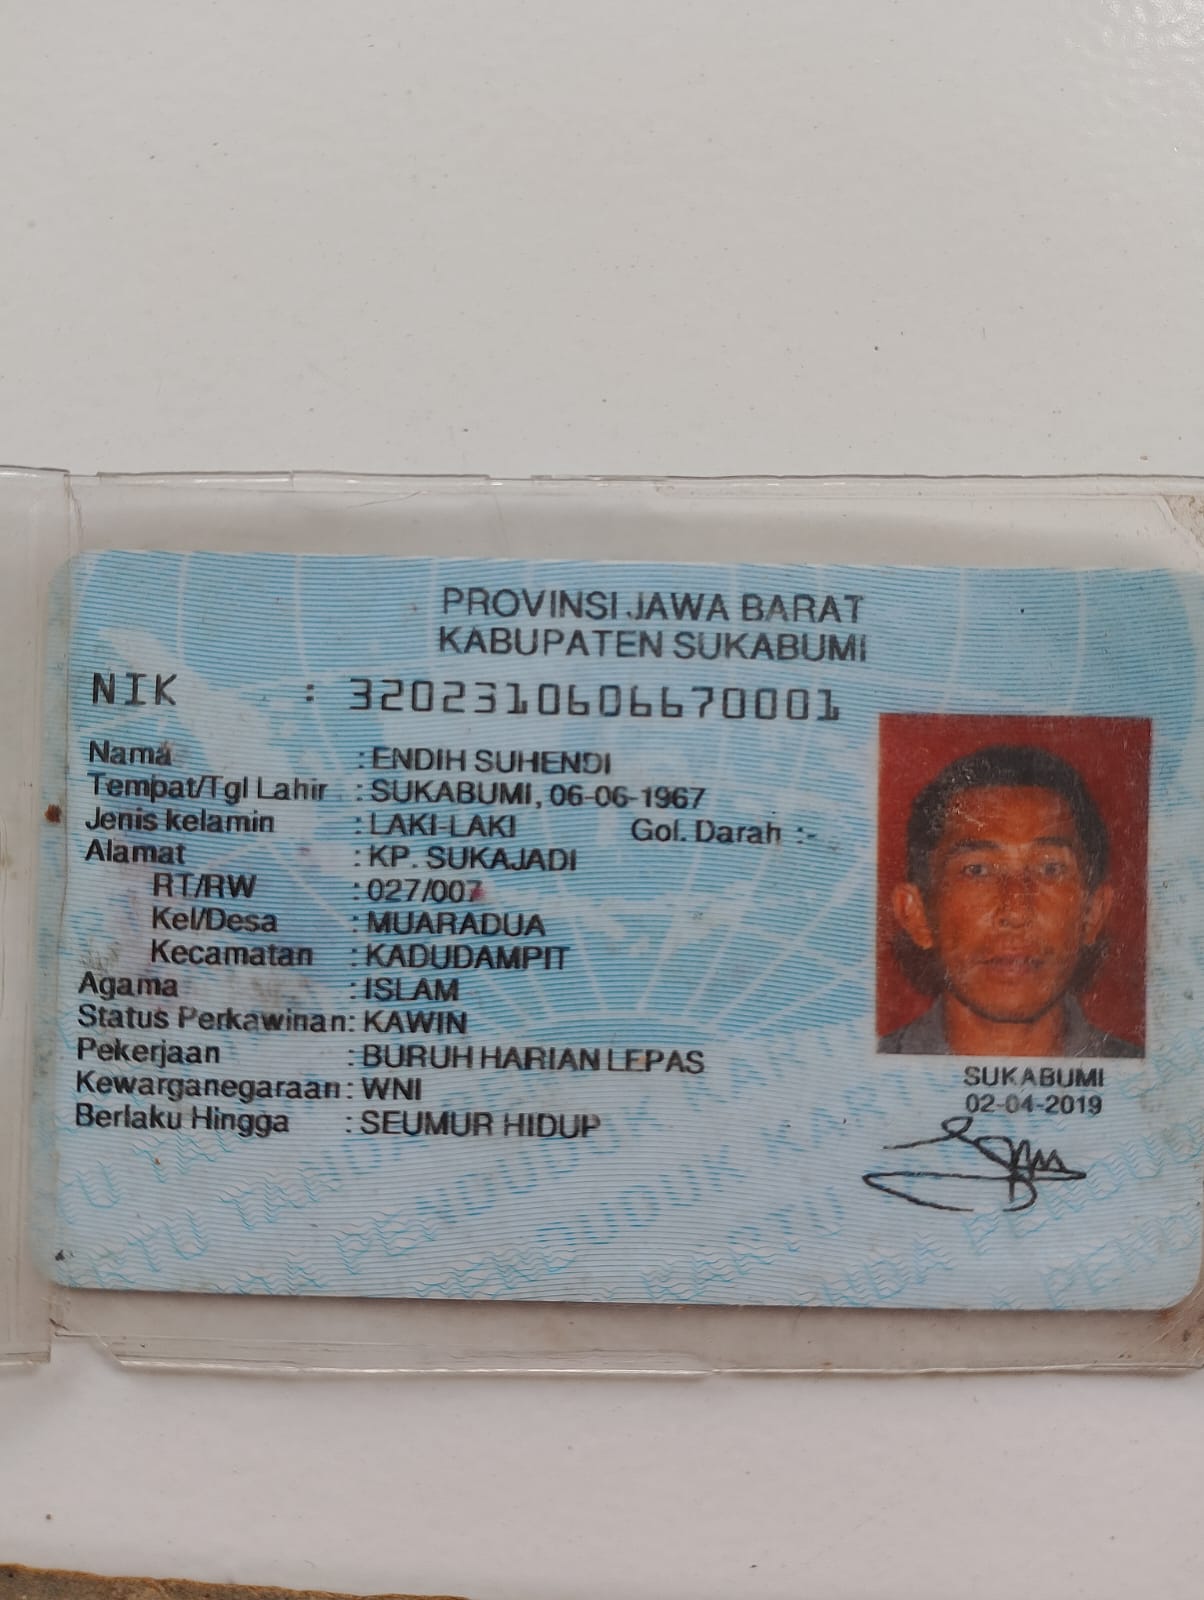 PROVINSI JAWA BARAT
KABUPATEN SUKABUMI
NIK : 3202310606670001
Nama : ENDIH SUHENDI
Tempat/Tgl Lahir : SUKABUMI, 06-06-1967
Jenis kelamin : LAKI-LAKI Gol. Darah :-
Alamat : KP. SUKAJADI
RT/RW : 027/007
Kel/Desa : MUARADUA
Kecamatan : KADUDAMPIT
Agama : ISLAM
Status Perkawinan: KAWIN
Pekerjaan : BURUH HARIAN LEPAS
Kewarganegaraan: WNI
Berlaku Hingga : SEUMUR HIDUP
SUKABUMI
02-04-2019